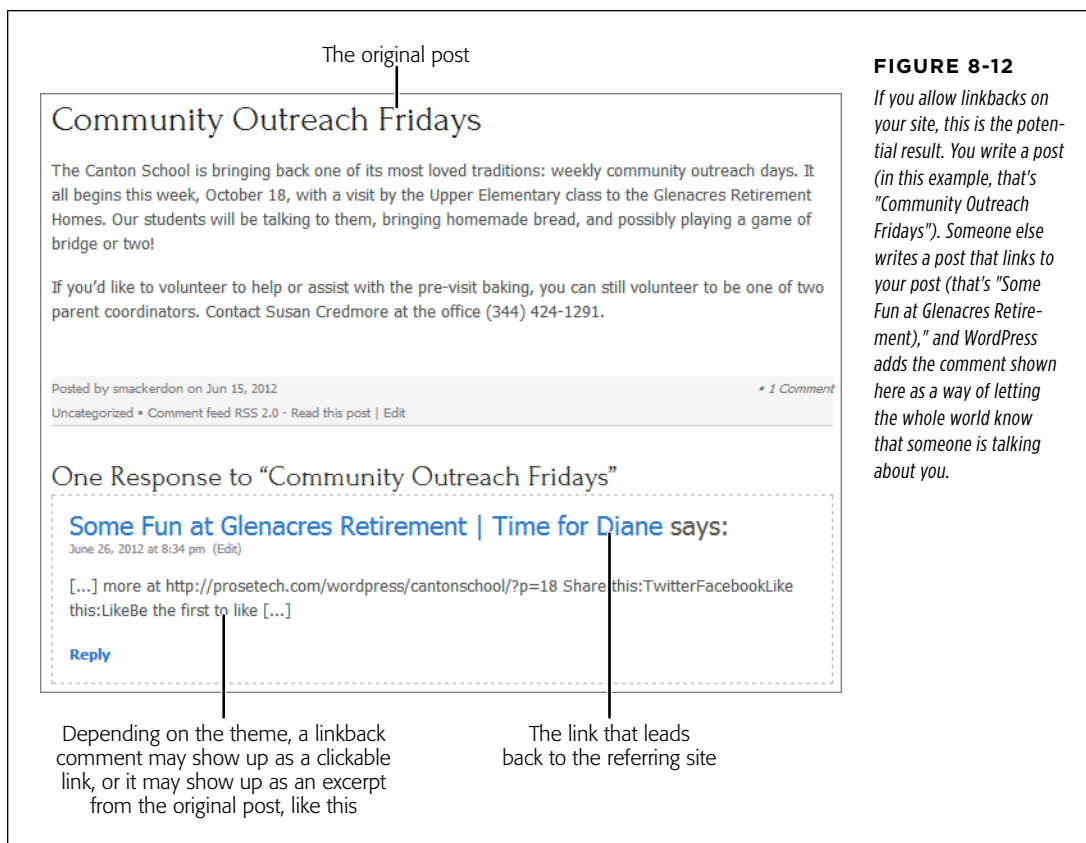 The original post
Community Outreach Fridays
The Canton School is bringing back one of its most loved traditions: weekly community outreach days. It
all begins this week, October 18, with a visit by the Upper Elementary class to the Glenacres Retirement
Homes. Our students will be talking to them, bringing homemade bread, and possibly playing a game of
bridge or two!
If you'd like to volunteer to help or assist with the pre-visit baking, you can still volunteer to be one of two
parent coordinators. Contact Susan Credmore at the office (344) 424-1291.
Posted by smackerdon on Jun 15, 2012 • 1 Comment
Uncategorized • Comment feed RSS 2.0 - Read this post | Edit
One Response to “Community Outreach Fridays”
Some Fun at Glenacres Retirement | Time for Diane says:
June 26, 2012 at 8:34 pm (Edit)
[...] more at http://prosetech.com/wordpress/cantonschool/?p=18 Share this:TwitterFacebookLike
this:LikeBe the first to like [...]
Reply
Depending on the theme, a linkback
comment may show up as a clickable
link, or it may show up as an excerpt
from the original post, like this
The link that leads
back to the referring site
FIGURE 8-12
If you allow linkbacks on
your site, this is the poten-
tial result. You write a post
(in this example, that's
"Community Outreach
Fridays"). Someone else
writes a post that links to
your post (that's "Some
Fun at Glenacres Retire-
ment)," and WordPress
adds the comment shown
here as a way of letting
the whole world know
that someone is talking
about you.